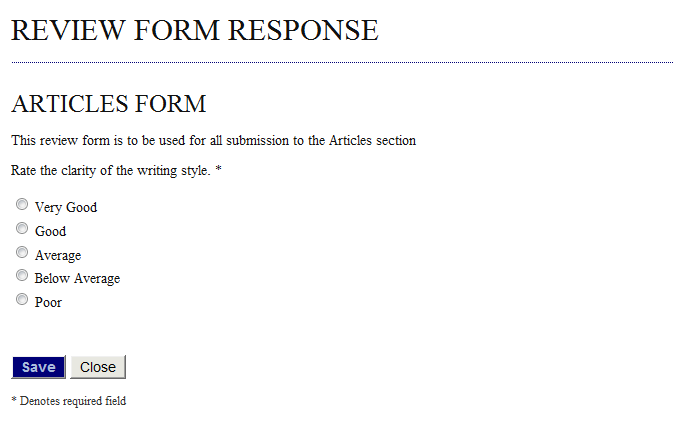 REVIEW FORM RESPONSE
ARTICLES FORM
This review form is to be used for all submission to the Articles section
Rate the clarity of the writing style. *
Very Good
Good
Average
Below Average
Poor
Save Close
* Denotes required field